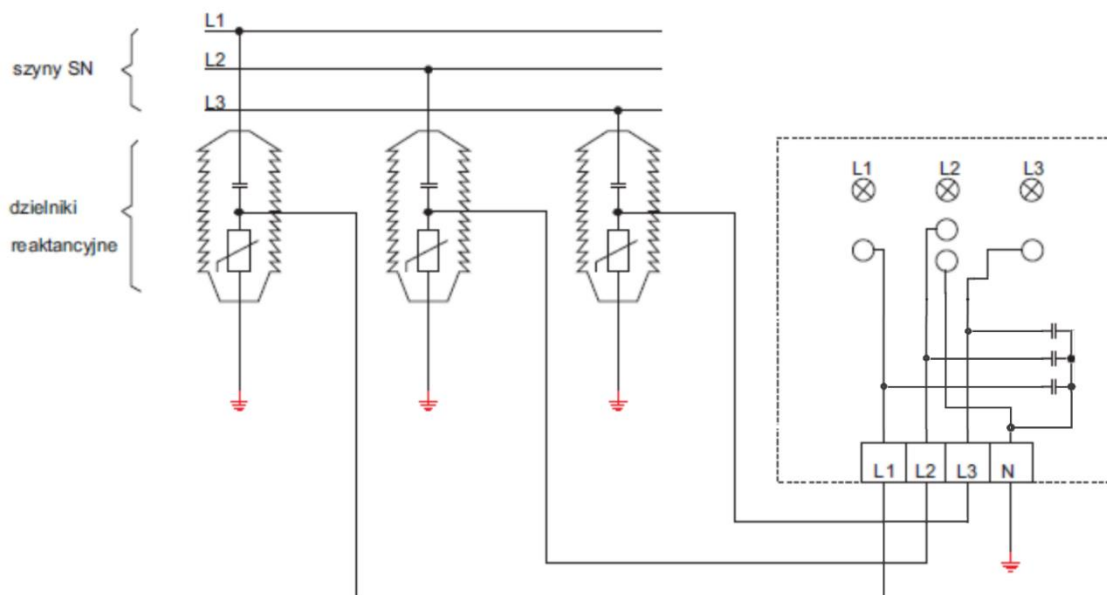 L1
L2
szyny SN
L3
L1 L2 L3
dzielniki
reaktancyjne
L1 L2 L3 N